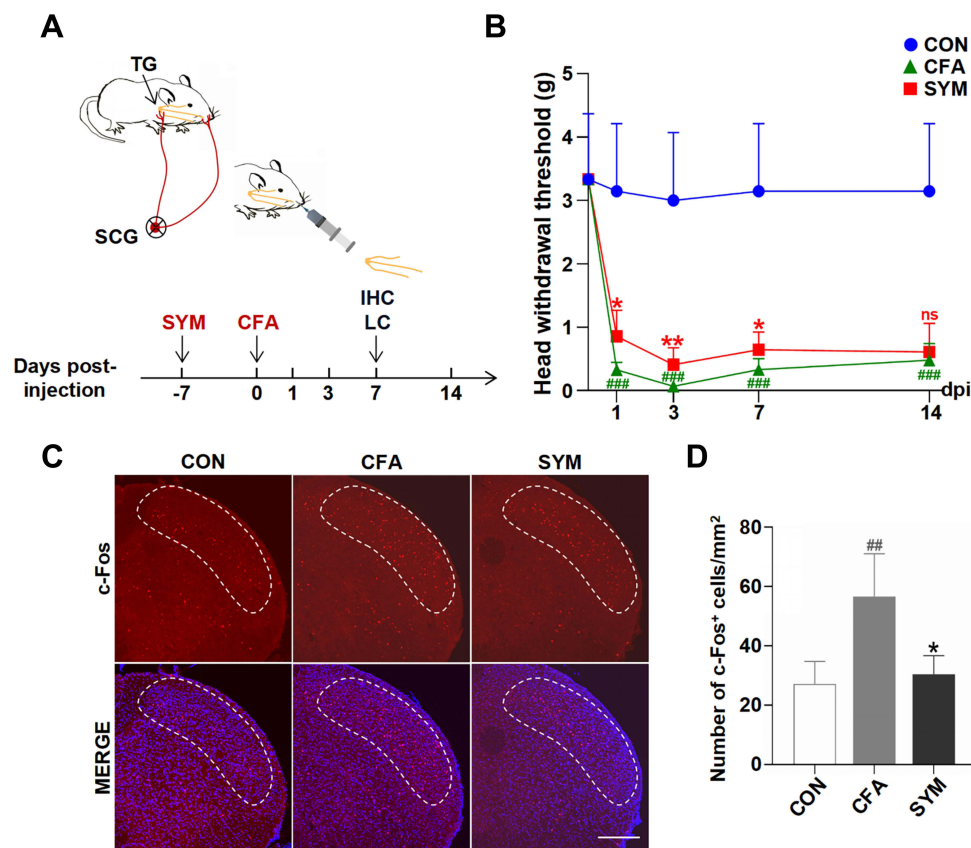 A
TG
SCG
IHC
LC
SYM
CFA
Days post-
injection
-7
0
1
3
7
14
B
CON
CFA
SYM
Head withdrawal threshold (g)
5
4
3
2
1
0
*
**
*
ns
###
###
###
###
1
3
7
14
dpi
C
CON
CFA
SYM
c-Fos
MERGE
D
Number of c-Fos⁺ cells/mm²
80
60
40
20
0
##
*
CON
CFA
SYM